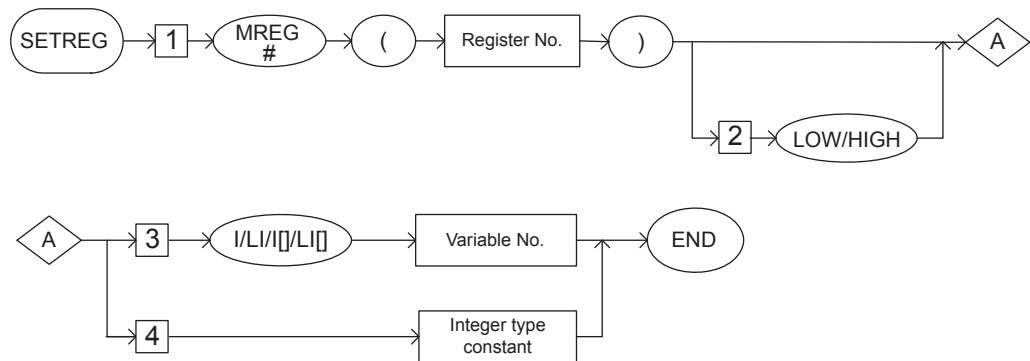 SETREG
1
MREG
#
(
Register No.
)
A
2
LOW/HIGH
A
3
I/LI/I[]/LI[]
Variable No.
END
4
Integer type
constant